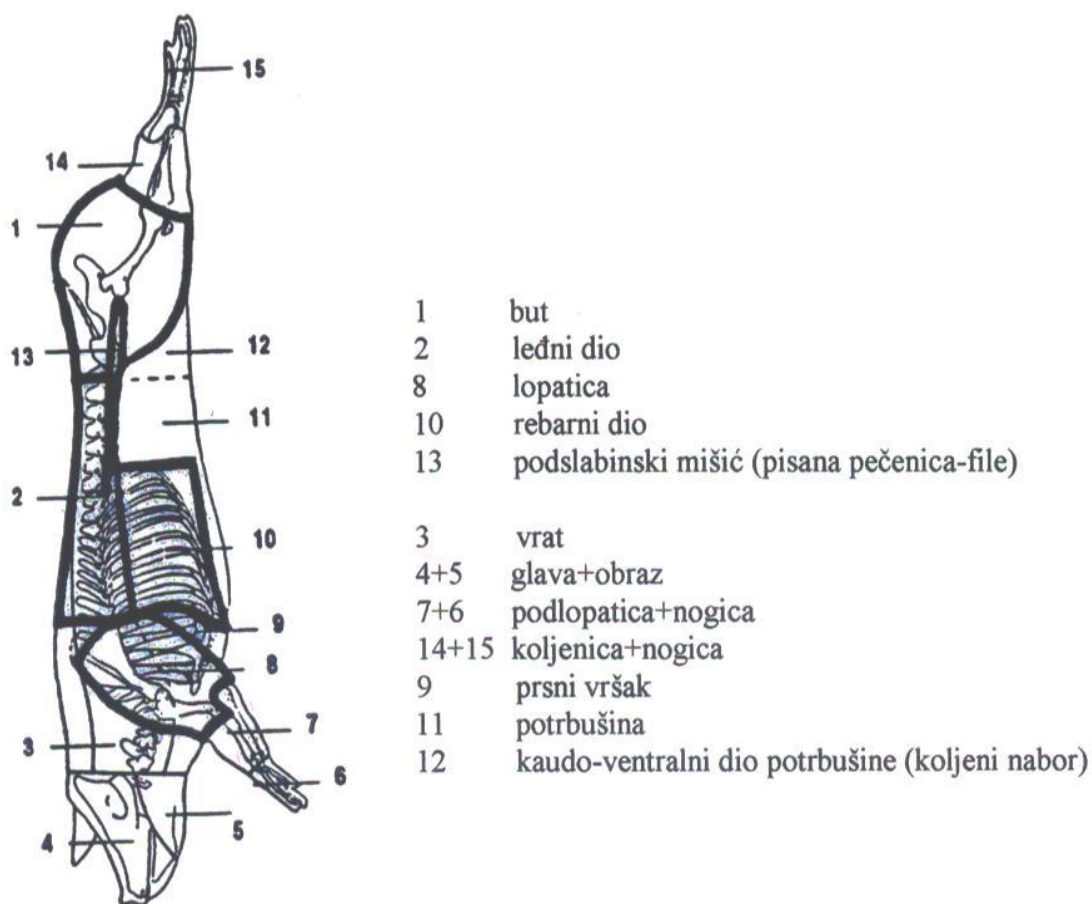 15
14
1
13
12
11
2
10
9
8
7
3
6
5
4
1 but
2 leđni dio
8 lopatica
10 rebarni dio
13 podslabinski mišić (pisana pečenica-file)
3 vrat
4+5 glava+obraz
7+6 podlopatica+nogica
14+15 koljenica+nogica
9 prsni vršak
11 potrbušina
12 kaudo-ventralni dio potrbušine (koljeni nabor)